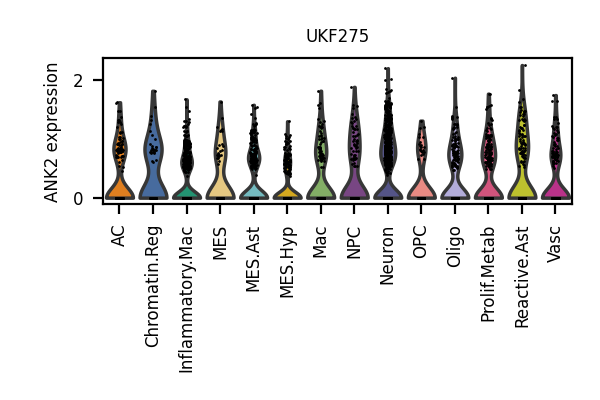 UKF275
ANK2 expression
2
0
AC
Chromatin.Reg
Inflammatory.Mac
MES
MES.Ast
MES.Hyp
Mac
NPC
Neuron
OPC
Oligo
Prolif.Metab
Reactive.Ast
Vasc